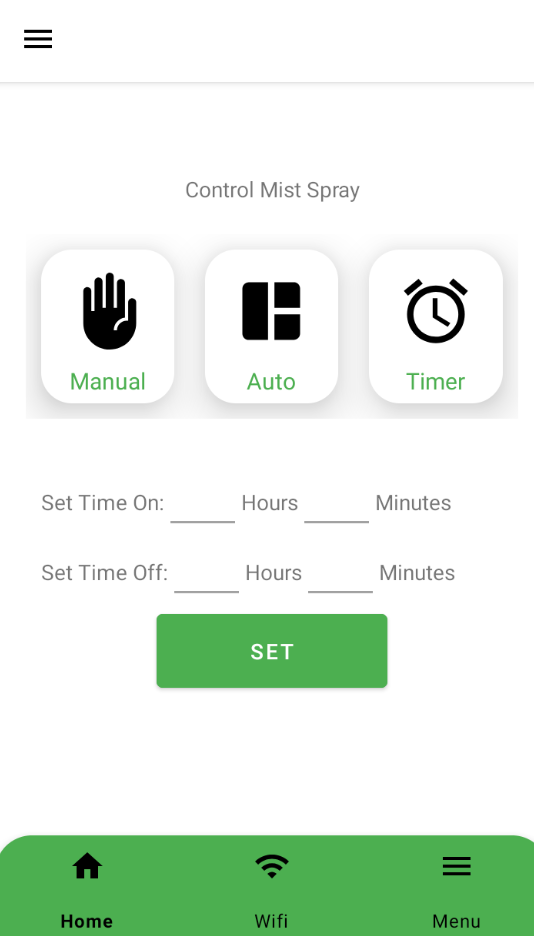 Control Mist Spray
Manual Auto Timer
Set Time On: Hours Minutes
Set Time Off: Hours Minutes
SET
Home Wifi Menu